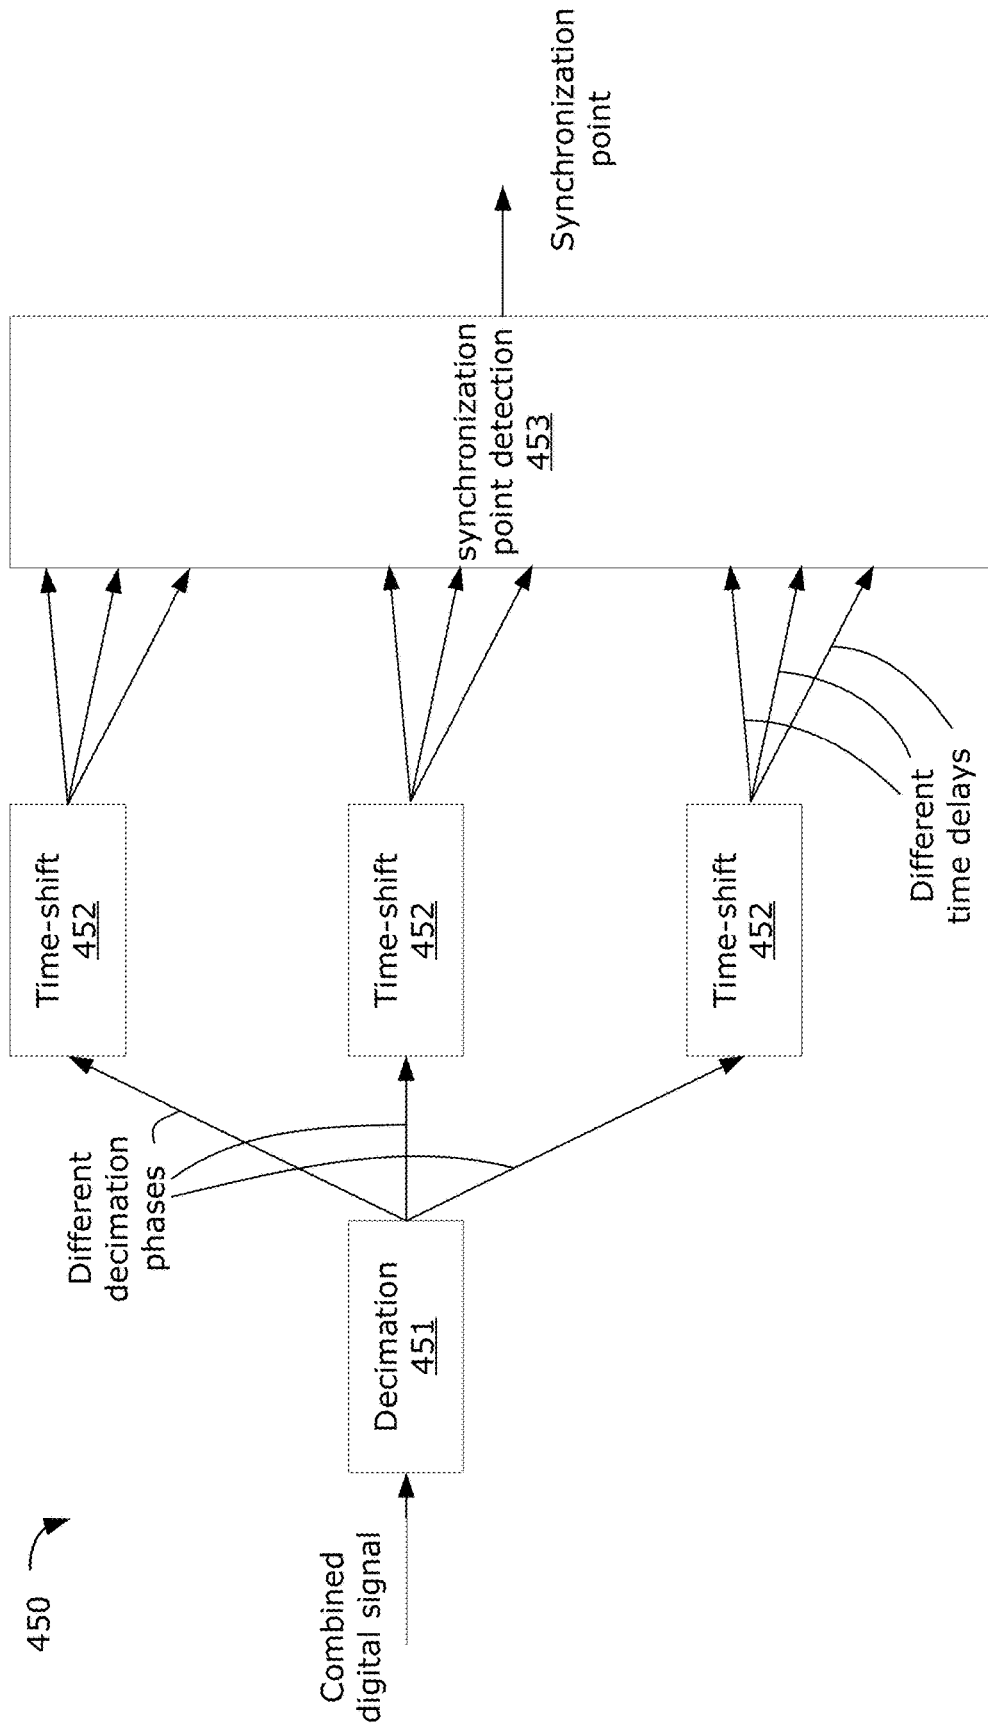 450
Combined
digital signal
Decimation
451
Different
decimation
phases
Time-shift
452
Time-shift
452
Time-shift
452
Different
time delays
synchronization
point detection
453
Synchronization
point